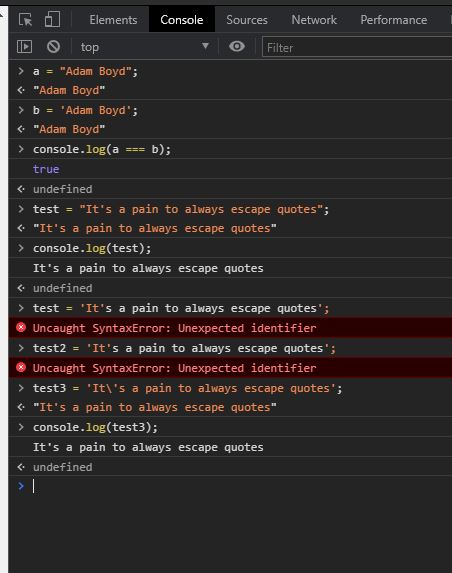 Elements Console Sources Network Performance
top Filter
a = "Adam Boyd";
"Adam Boyd"
b = 'Adam Boyd';
"Adam Boyd"
console.log(a === b);
true
undefined
test = "It's a pain to always escape quotes";
"It's a pain to always escape quotes"
console.log(test);
It's a pain to always escape quotes
undefined
test = 'It's a pain to always escape quotes';
Uncaught SyntaxError: Unexpected identifier
test2 = 'It's a pain to always escape quotes';
Uncaught SyntaxError: Unexpected identifier
test3 = 'It\'s a pain to always escape quotes';
"It's a pain to always escape quotes"
console.log(test3);
It's a pain to always escape quotes
undefined